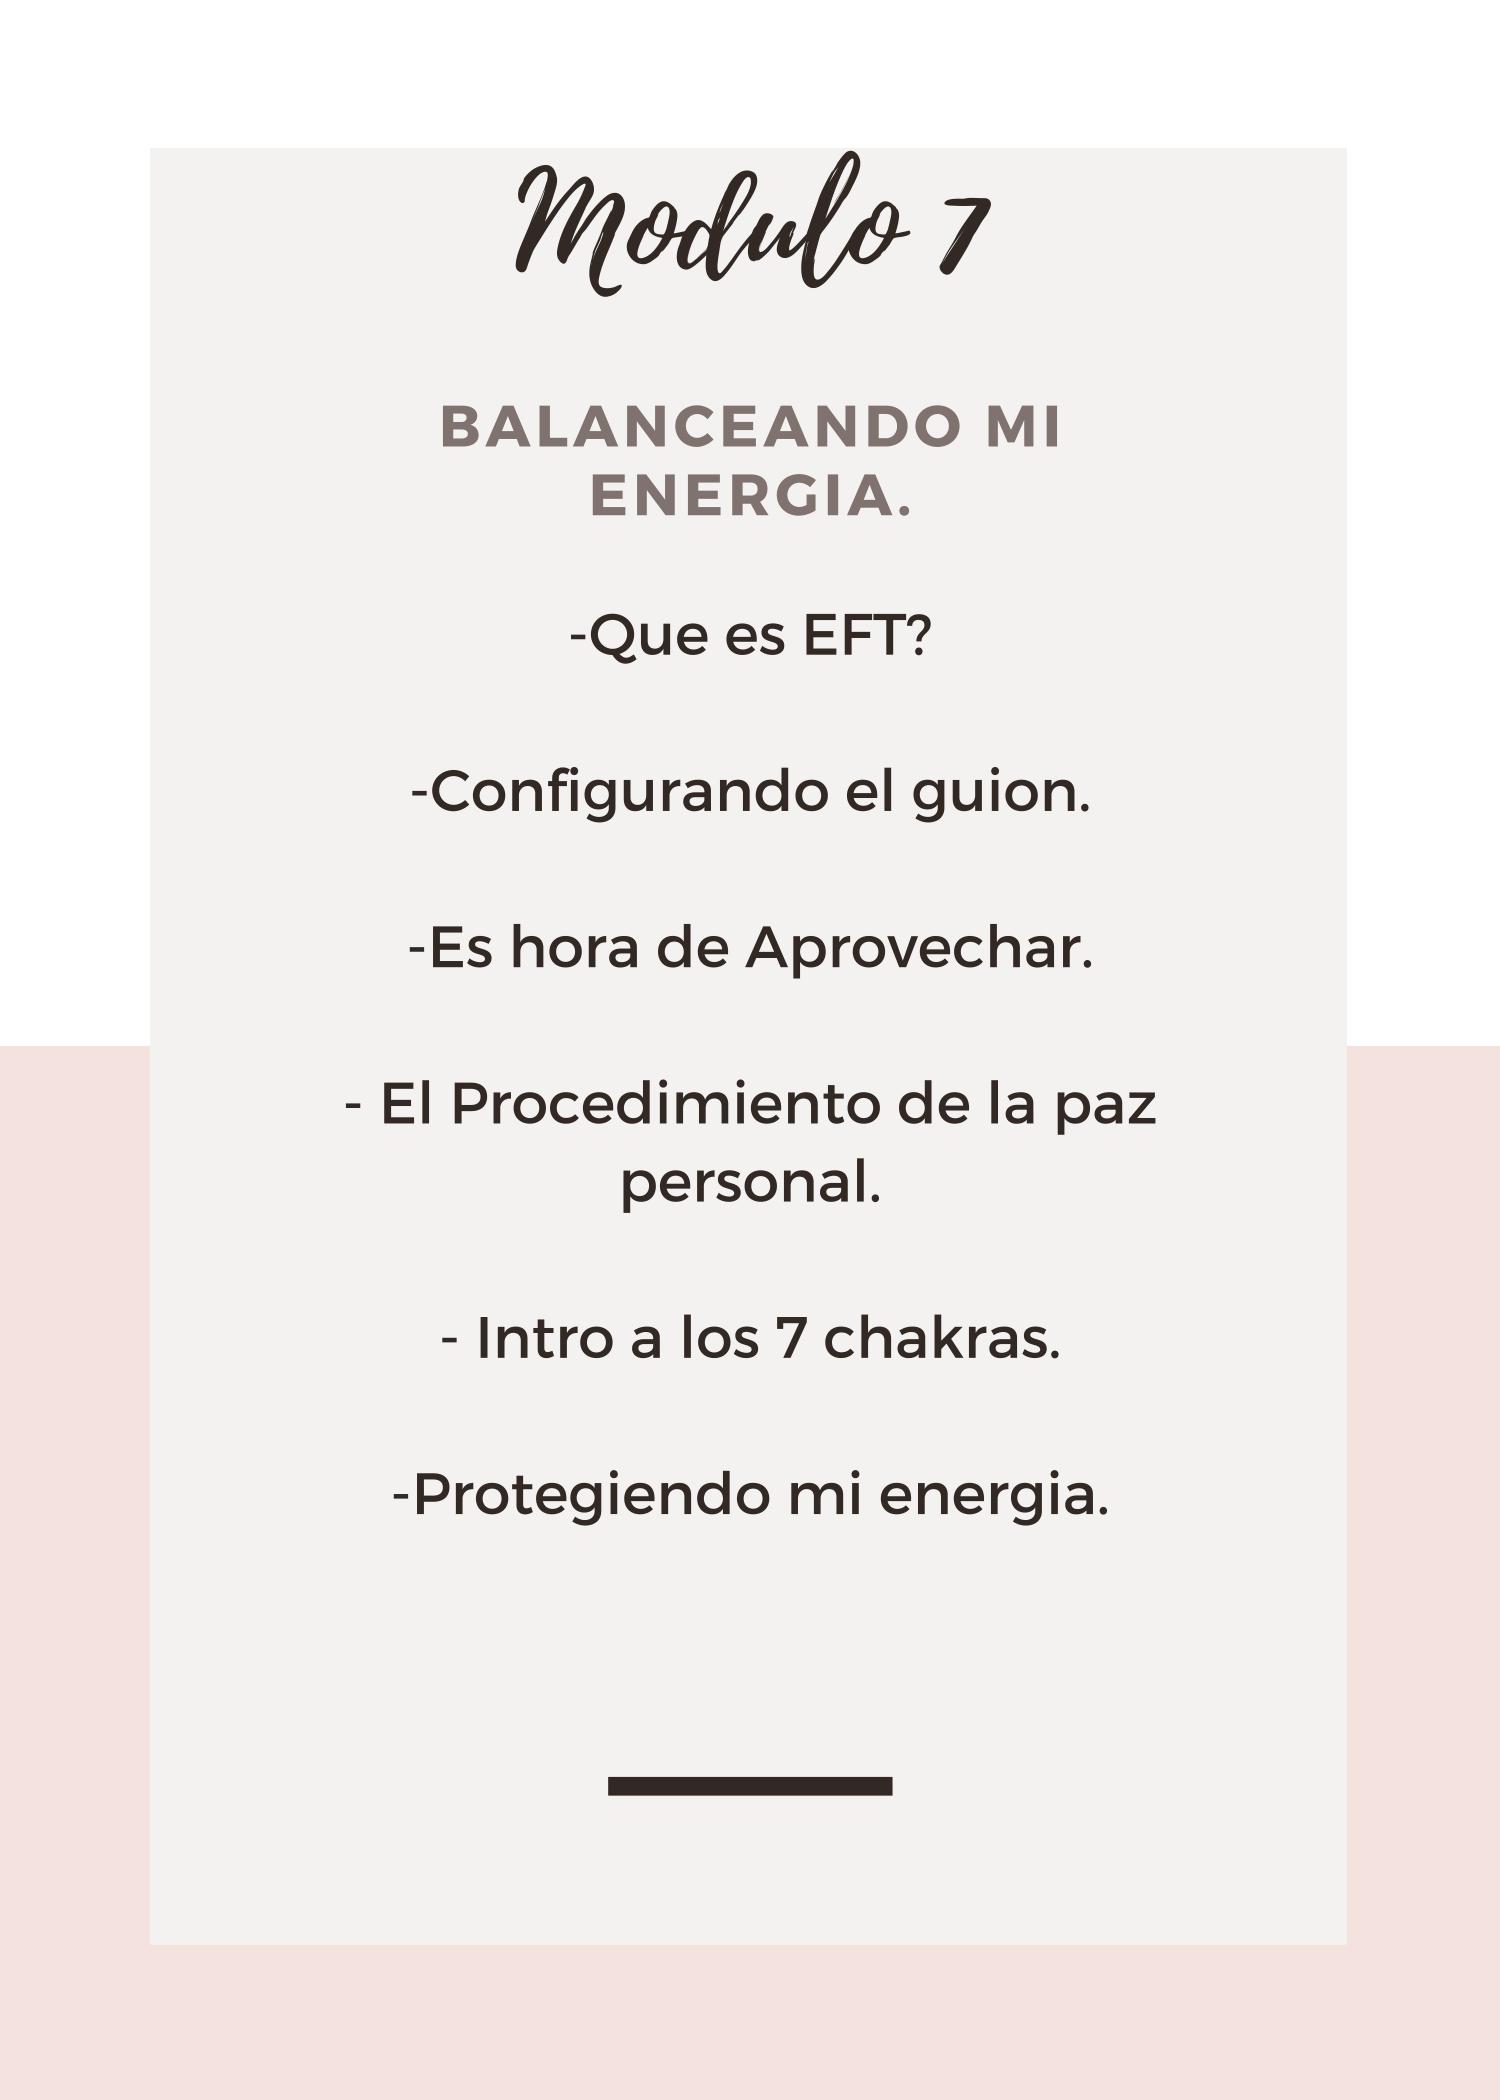 Modulo 7
BALANCEANDO MI
ENERGIA.
-Que es EFT?
-Configurando el guion.
-Es hora de Aprovechar.
- El Procedimiento de la paz
personal.
- Intro a los 7 chakras.
-Protegiendo mi energia.